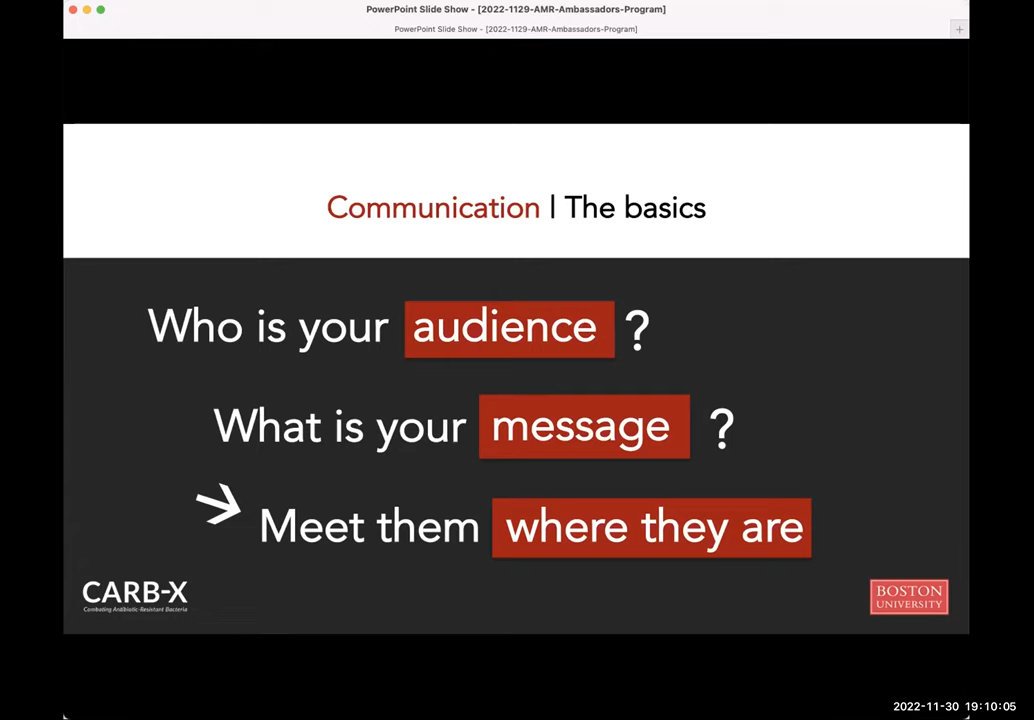 PowerPoint Slide Show - [2022-1129-AMR-Ambassadors-Program]
PowerPoint Slide Show - [2022-1129-AMR-Ambassadors-Program]
Communication | The basics
Who is your audience ?
What is your message ?
Meet them where they are
CARB-X
Combating Antibiotic-Resistant Bacteria
BOSTON
UNIVERSITY
2022-11-30 19:10:05